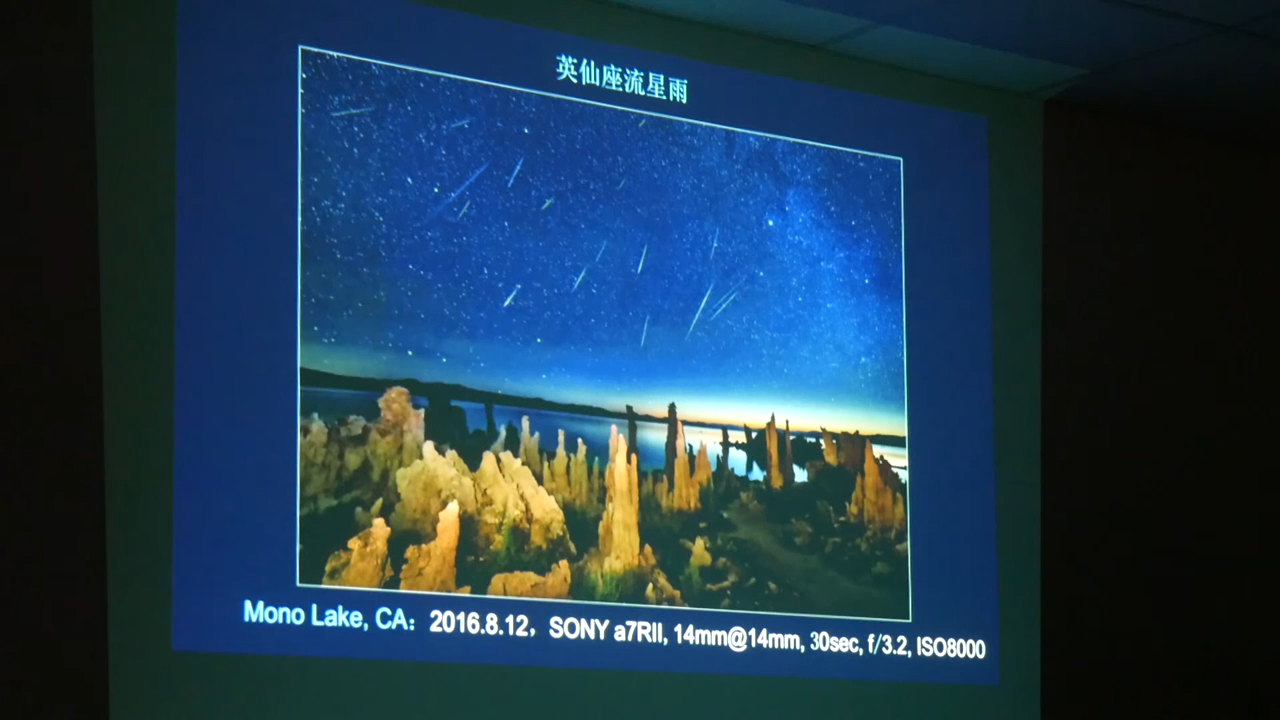 英仙座流星雨
Mono Lake, CA：2016.8.12，SONY a7RII, 14mm@14mm, 30sec, f/3.2, ISO8000